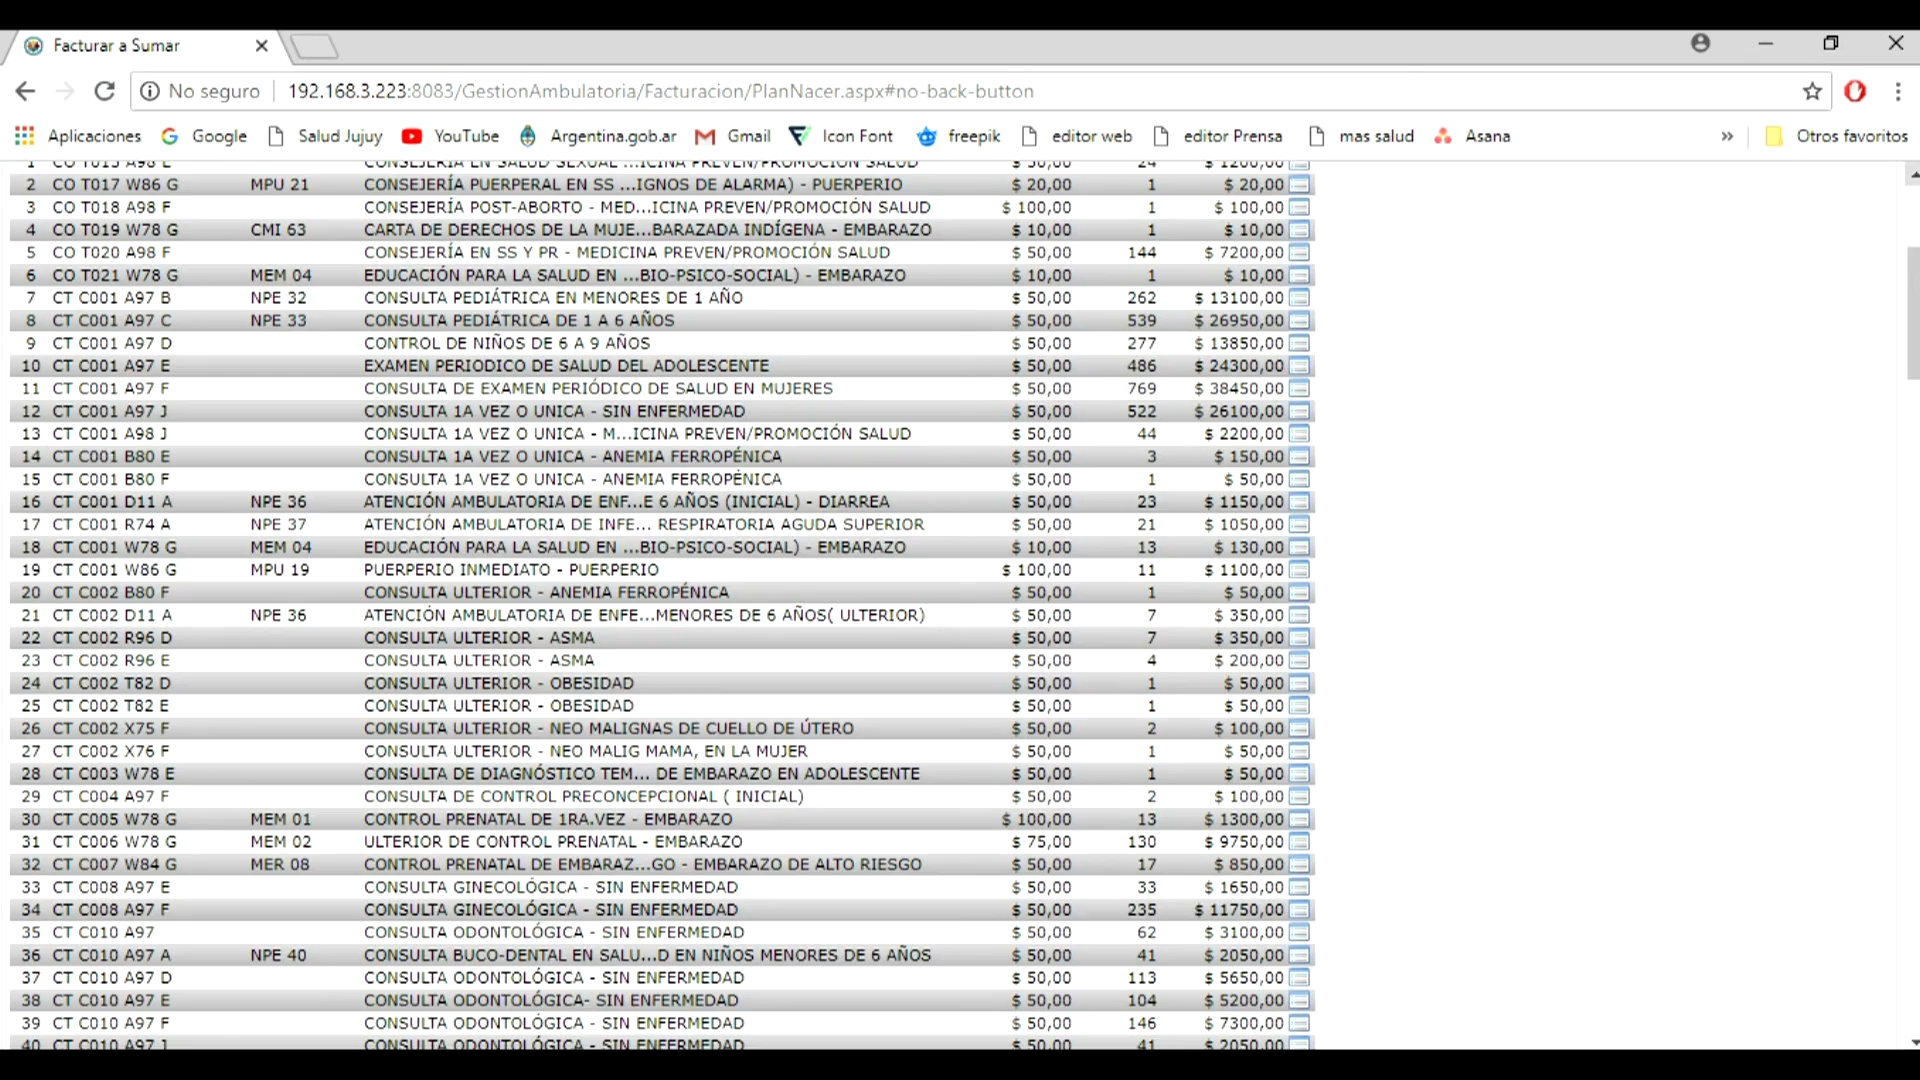 Facturar a Sumar
No seguro 192.168.3.223:8083/GestionAmbulatoria/Facturacion/PlanNacer.aspx#no-back-button
Aplicaciones Google Salud Jujuy YouTube Argentina.gob.ar Gmail Icon Font freepik editor web editor Prensa mas salud Asana » Otros favoritos
1 CO T015 A98 E CONSEJERÍA EN SALUD SEXUAL ...ICINA PREVEN/PROMOCIÓN SALUD $ 50,00 24 $ 1200,00
2 CO T017 W86 G MPU 21 CONSEJERÍA PUERPERAL EN SS ...IGNOS DE ALARMA) - PUERPERIO $ 20,00 1 $ 20,00
3 CO T018 A98 F CONSEJERÍA POST-ABORTO - MED...ICINA PREVEN/PROMOCIÓN SALUD $ 100,00 1 $ 100,00
4 CO T019 W78 G CMI 63 CARTA DE DERECHOS DE LA MUJE...BARAZADA INDÍGENA - EMBARAZO $ 10,00 1 $ 10,00
5 CO T020 A98 F CONSEJERÍA EN SS Y PR - MEDICINA PREVEN/PROMOCIÓN SALUD $ 50,00 144 $ 7200,00
6 CO T021 W78 G MEM 04 EDUCACIÓN PARA LA SALUD EN ...BIO-PSICO-SOCIAL) - EMBARAZO $ 10,00 1 $ 10,00
7 CT C001 A97 B NPE 32 CONSULTA PEDIÁTRICA EN MENORES DE 1 AÑO $ 50,00 262 $ 13100,00
8 CT C001 A97 C NPE 33 CONSULTA PEDIÁTRICA DE 1 A 6 AÑOS $ 50,00 539 $ 26950,00
9 CT C001 A97 D CONTROL DE NIÑOS DE 6 A 9 AÑOS $ 50,00 277 $ 13850,00
10 CT C001 A97 E EXAMEN PERIODICO DE SALUD DEL ADOLESCENTE $ 50,00 486 $ 24300,00
11 CT C001 A97 F CONSULTA DE EXAMEN PERIÓDICO DE SALUD EN MUJERES $ 50,00 769 $ 38450,00
12 CT C001 A97 J CONSULTA 1A VEZ O UNICA - SIN ENFERMEDAD $ 50,00 522 $ 26100,00
13 CT C001 A98 J CONSULTA 1A VEZ O UNICA - M...ICINA PREVEN/PROMOCIÓN SALUD $ 50,00 44 $ 2200,00
14 CT C001 B80 E CONSULTA 1A VEZ O UNICA - ANEMIA FERROPÉNICA $ 50,00 3 $ 150,00
15 CT C001 B80 F CONSULTA 1A VEZ O UNICA - ANEMIA FERROPÉNICA $ 50,00 1 $ 50,00
16 CT C001 D11 A NPE 36 ATENCIÓN AMBULATORIA DE ENF...E 6 AÑOS (INICIAL) - DIARREA $ 50,00 23 $ 1150,00
17 CT C001 R74 A NPE 37 ATENCIÓN AMBULATORIA DE INFE... RESPIRATORIA AGUDA SUPERIOR $ 50,00 21 $ 1050,00
18 CT C001 W78 G MEM 04 EDUCACIÓN PARA LA SALUD EN ...BIO-PSICO-SOCIAL) - EMBARAZO $ 10,00 13 $ 130,00
19 CT C001 W86 G MPU 19 PUERPERIO INMEDIATO - PUERPERIO $ 100,00 11 $ 1100,00
20 CT C002 B80 F CONSULTA ULTERIOR - ANEMIA FERROPÉNICA $ 50,00 1 $ 50,00
21 CT C002 D11 A NPE 36 ATENCIÓN AMBULATORIA DE ENFE...MENORES DE 6 AÑOS( ULTERIOR) $ 50,00 7 $ 350,00
22 CT C002 R96 D CONSULTA ULTERIOR - ASMA $ 50,00 7 $ 350,00
23 CT C002 R96 E CONSULTA ULTERIOR - ASMA $ 50,00 4 $ 200,00
24 CT C002 T82 D CONSULTA ULTERIOR - OBESIDAD $ 50,00 1 $ 50,00
25 CT C002 T82 E CONSULTA ULTERIOR - OBESIDAD $ 50,00 1 $ 50,00
26 CT C002 X75 F CONSULTA ULTERIOR - NEO MALIGNAS DE CUELLO DE ÚTERO $ 50,00 2 $ 100,00
27 CT C002 X76 F CONSULTA ULTERIOR - NEO MALIG MAMA, EN LA MUJER $ 50,00 1 $ 50,00
28 CT C003 W78 E CONSULTA DE DIAGNÓSTICO TEM... DE EMBARAZO EN ADOLESCENTE $ 50,00 1 $ 50,00
29 CT C004 A97 F CONSULTA DE CONTROL PRECONCEPCIONAL ( INICIAL) $ 50,00 2 $ 100,00
30 CT C005 W78 G MEM 01 CONTROL PRENATAL DE 1RA.VEZ - EMBARAZO $ 100,00 13 $ 1300,00
31 CT C006 W78 G MEM 02 ULTERIOR DE CONTROL PRENATAL - EMBARAZO $ 75,00 130 $ 9750,00
32 CT C007 W84 G MER 08 CONTROL PRENATAL DE EMBARAZ...GO - EMBARAZO DE ALTO RIESGO $ 50,00 17 $ 850,00
33 CT C008 A97 E CONSULTA GINECOLÓGICA - SIN ENFERMEDAD $ 50,00 33 $ 1650,00
34 CT C008 A97 F CONSULTA GINECOLÓGICA - SIN ENFERMEDAD $ 50,00 235 $ 11750,00
35 CT C010 A97 CONSULTA ODONTOLÓGICA - SIN ENFERMEDAD $ 50,00 62 $ 3100,00
36 CT C010 A97 A NPE 40 CONSULTA BUCO-DENTAL EN SALU...D EN NIÑOS MENORES DE 6 AÑOS $ 50,00 41 $ 2050,00
37 CT C010 A97 D CONSULTA ODONTOLÓGICA - SIN ENFERMEDAD $ 50,00 113 $ 5650,00
38 CT C010 A97 E CONSULTA ODONTOLÓGICA- SIN ENFERMEDAD $ 50,00 104 $ 5200,00
39 CT C010 A97 F CONSULTA ODONTOLÓGICA - SIN ENFERMEDAD $ 50,00 146 $ 7300,00
40 CT C010 A97 J CONSULTA ODONTOLÓGICA - SIN ENFERMEDAD $ 50,00 41 $ 2050,00